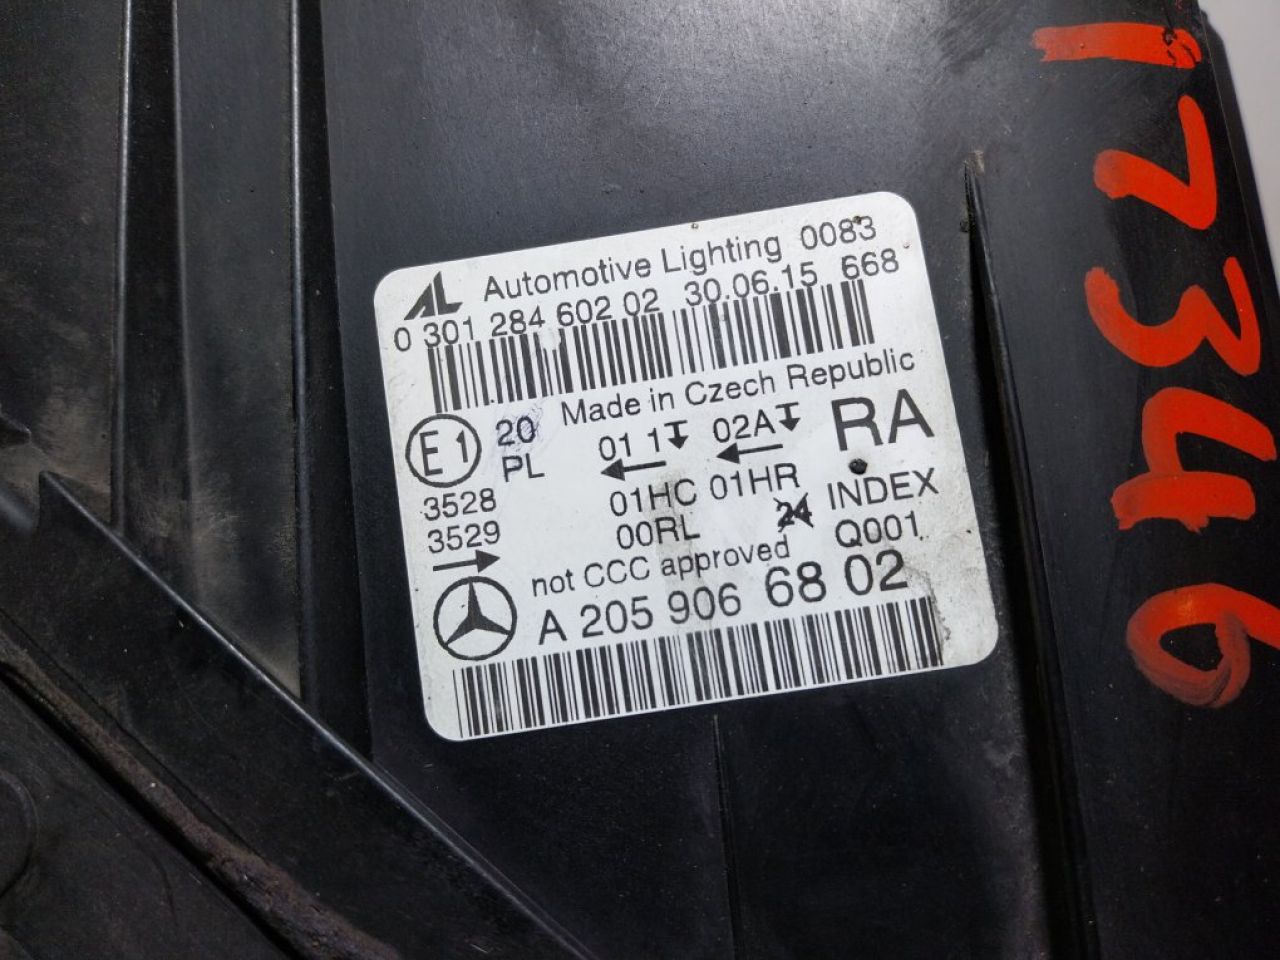 AL Automotive Lighting 0083
0 301 284 602 02 30.06.15 668
Made in Czech Republic
E1 20 01 1 02A RA
PL
3528 01HC 01HR INDEX
3529 00RL 24 Q001
not CCC approved
A 205 906 68 02
17346